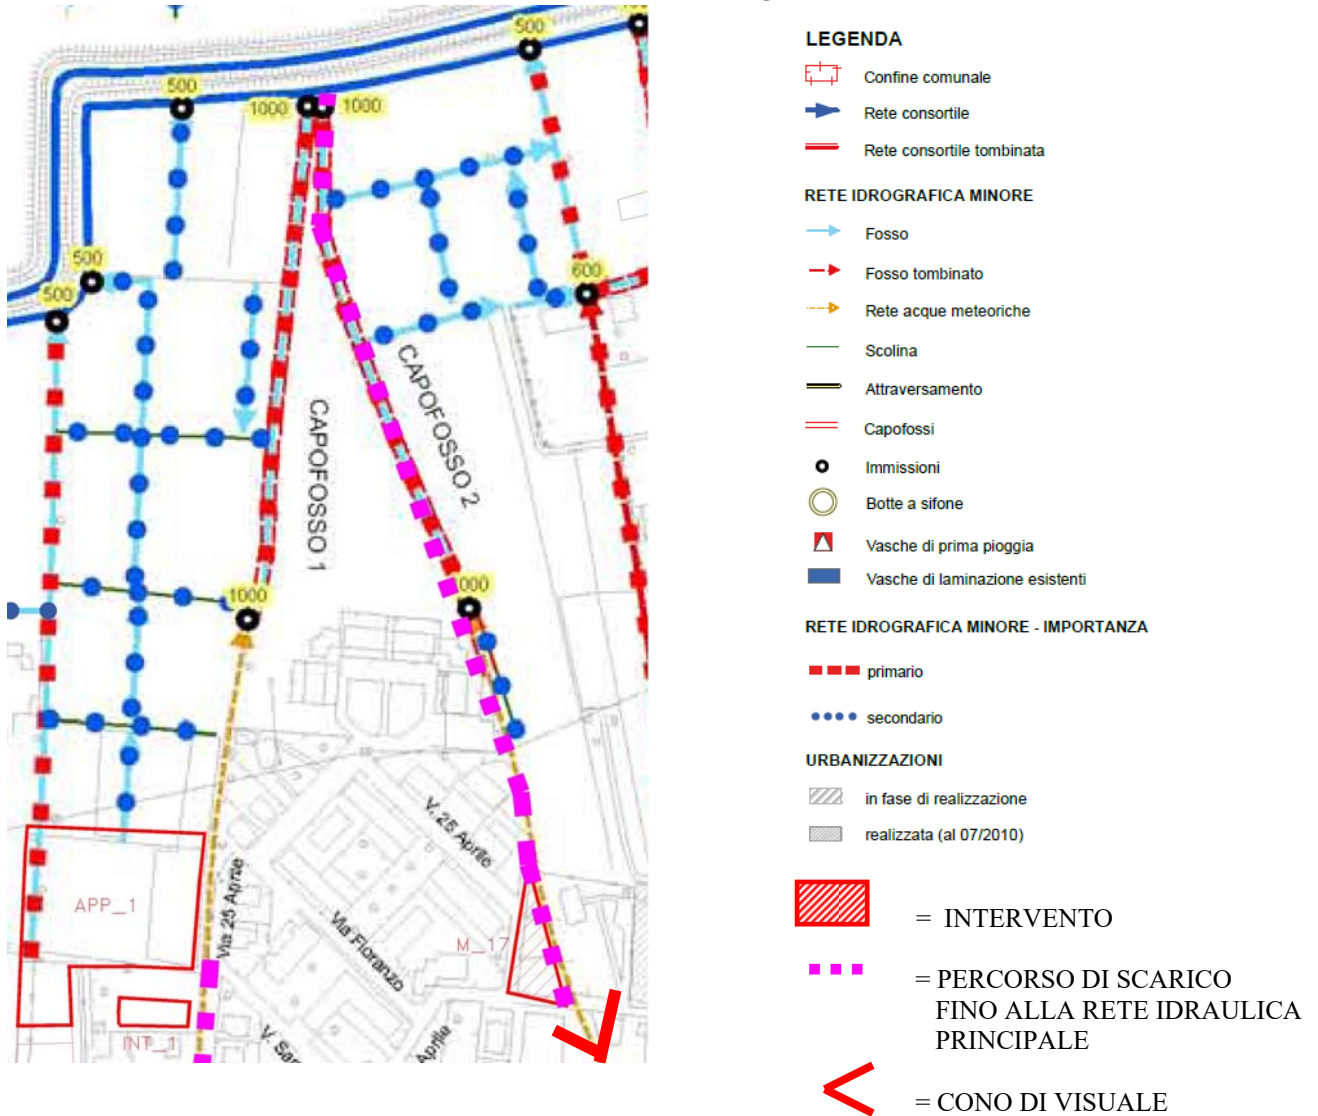 500
500
1000
1000
500
500
600
CAPOFOSSO 1
CAPOFOSSO 2
1000
000
V. 25 Aprile
Via 25 Aprile
Via Fioranzo
APP_1
M_17
INT_1
Aprile
LEGENDA
Confine comunale
Rete consortile
Rete consortile tombinata
RETE IDROGRAFICA MINORE
Fosso
Fosso tombinato
Rete acque meteoriche
Scolina
Attraversamento
Capofossi
Immissioni
Botte a sifone
Vasche di prima pioggia
Vasche di laminazione esistenti
RETE IDROGRAFICA MINORE - IMPORTANZA
primario
secondario
URBANIZZAZIONI
in fase di realizzazione
realizzata (al 07/2010)
= INTERVENTO
= PERCORSO DI SCARICO
FINO ALLA RETE IDRAULICA
PRINCIPALE
= CONO DI VISUALE